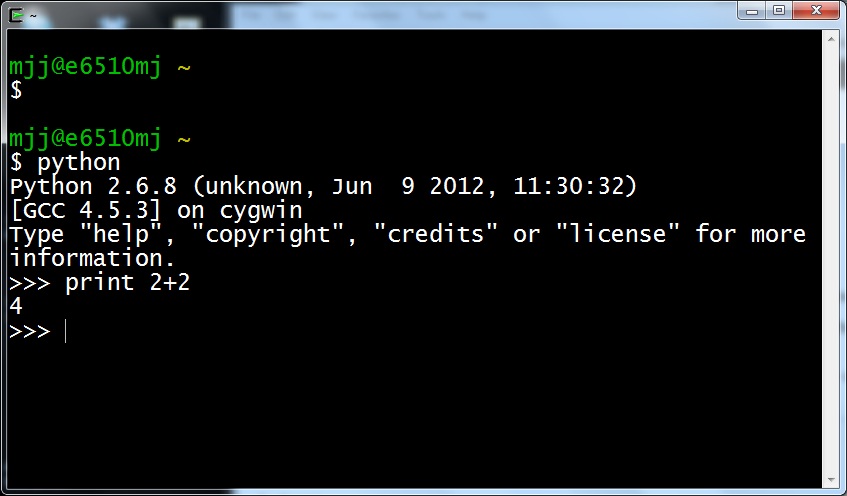 ~
mjj@e6510mj ~
$
mjj@e6510mj ~
$ python
Python 2.6.8 (unknown, Jun  9 2012, 11:30:32)
[GCC 4.5.3] on cygwin
Type "help", "copyright", "credits" or "license" for more
information.
>>> print 2+2
4
>>>